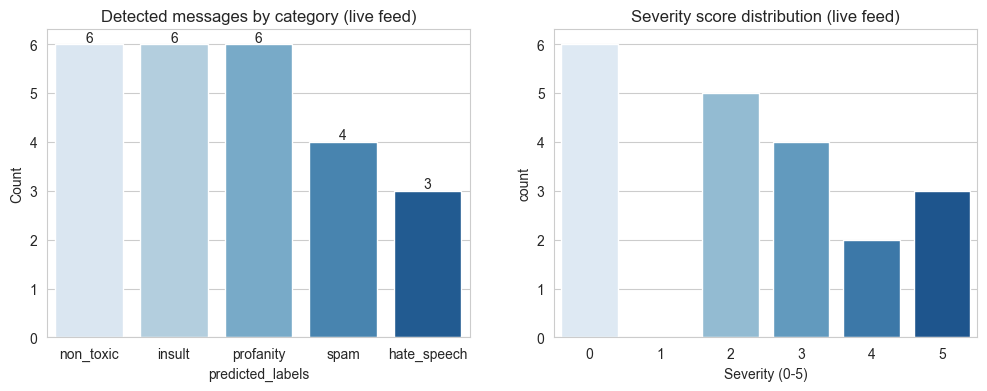 Detected messages by category (live feed)
Count
6
5
4
3
2
1
0
6
6
6
4
3
non_toxic insult profanity spam hate_speech
predicted_labels
Severity score distribution (live feed)
count
6
5
4
3
2
1
0
0 1 2 3 4 5
Severity (0-5)